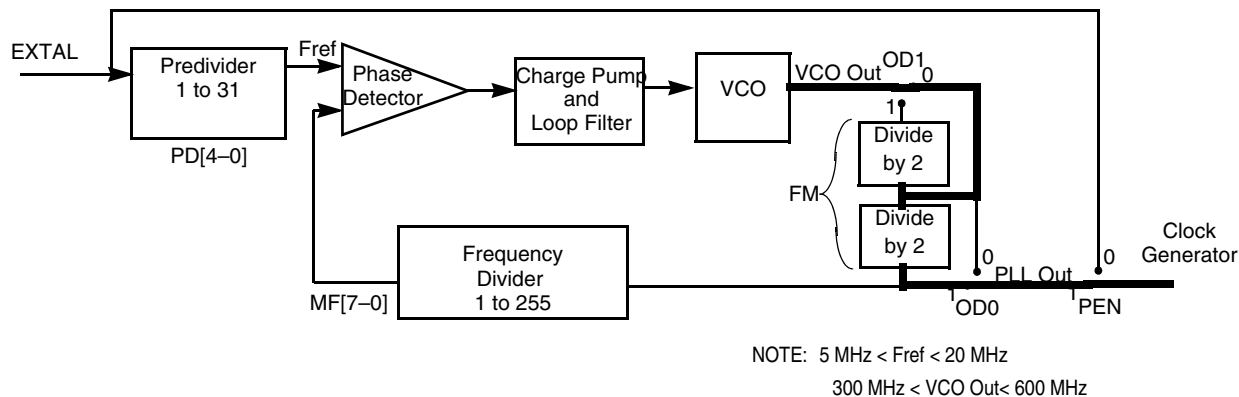 EXTAL
Predivider
1 to 31
PD[4–0]
Fref
Phase
Detector
Charge Pump
and
Loop Filter
VCO
VCO Out
OD1
0
1
Divide
by 2
FM
Divide
by 2
Frequency
Divider
1 to 255
MF[7–0]
0
PLL Out
0
1
OD0
1
PEN
Clock
Generator
NOTE: 5 MHz < Fref < 20 MHz
300 MHz < VCO Out< 600 MHz